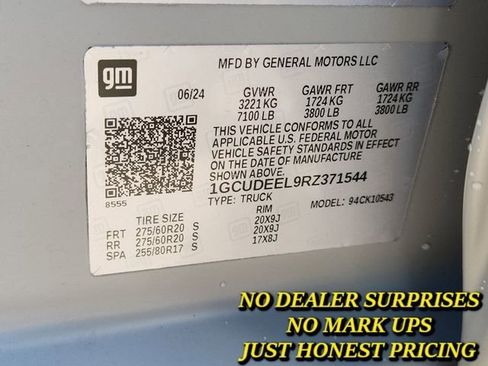 gm
MFD BY GENERAL MOTORS LLC
06/24 GVWR GAWR FRT GAWR RR
3221 KG 1724 KG 1724 KG
7100 LB 3800 LB 3800 LB
THIS VEHICLE CONFORMS TO ALL
APPLICABLE U.S. FEDERAL MOTOR
VEHICLE SAFETY STANDARDS IN EFFECT
ON THE DATE OF MANUFACTURE
SHOWN ABOVE.
1GCUDEEL9RZ371544
8555
TYPE: TRUCK MODEL: 94CK10543
TIRE SIZE RIM
FRT 275/60R20 S 20X9J
RR 275/60R20 S 20X9J
SPA 255/80R17 S 17X8J
NO DEALER SURPRISES
NO MARK UPS
JUST HONEST PRICING